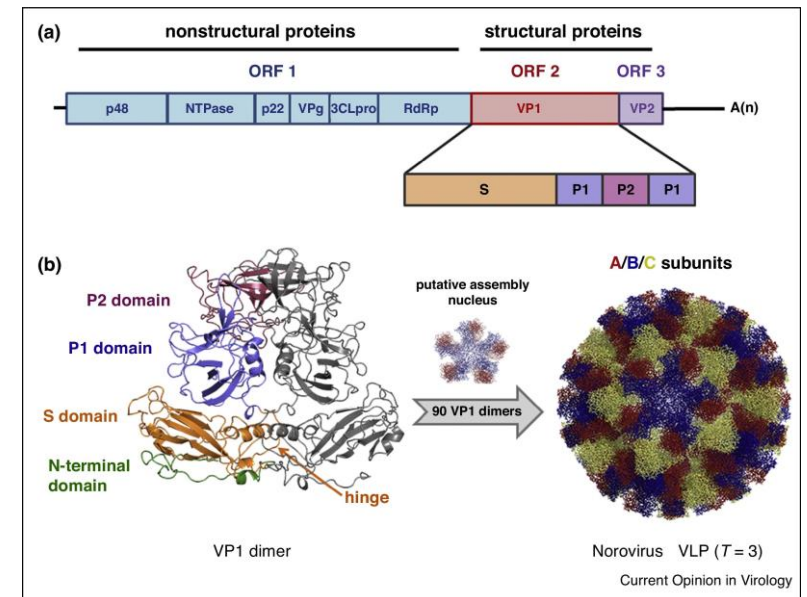 (a)
nonstructural proteins
structural proteins
ORF 1
ORF 2
ORF 3
p48
NTPase
p22
VPg
3CLpro
RdRp
VP1
VP2
A(n)
S
P1
P2
P1
(b)
P2 domain
P1 domain
S domain
N-terminal
domain
hinge
VP1 dimer
putative assembly
nucleus
90 VP1 dimers
A/B/C subunits
Norovirus VLP (T = 3)
Current Opinion in Virology